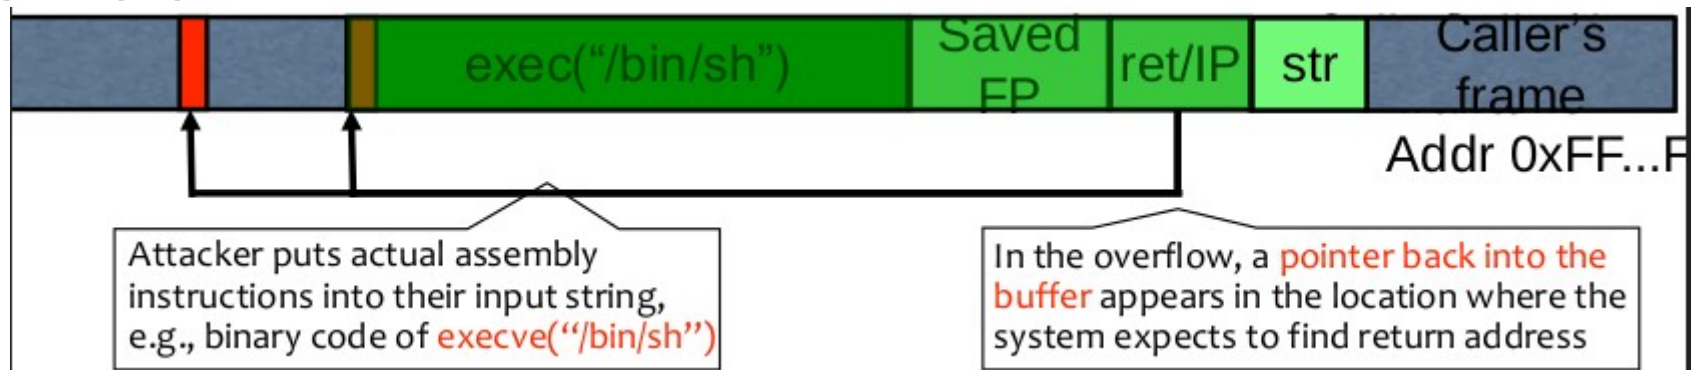 exec("/bin/sh")
Saved
FP
ret/IP
str
Caller's
frame
Addr 0xFF...F
Attacker puts actual assembly
instructions into their input string,
e.g., binary code of execve("/bin/sh")
In the overflow, a pointer back into the
buffer appears in the location where the
system expects to find return address